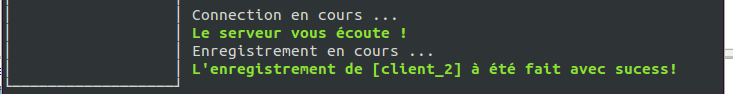 Connection en cours ...
Le serveur vous écoute !
Enregistrement en cours ...
L'enregistrement de [client_2] à été fait avec sucess!